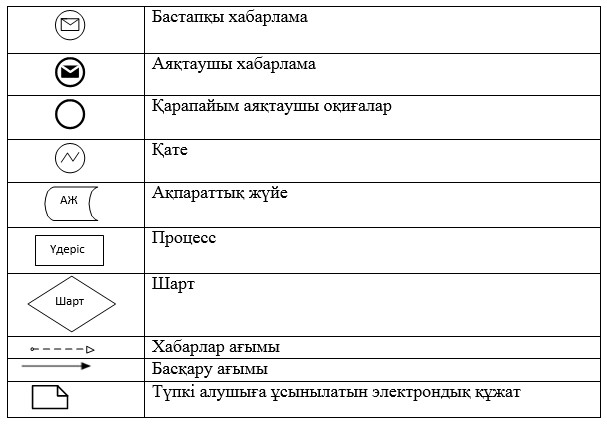 Бастапқы хабарлама
Аяқтаушы хабарлама
Қарапайым аяқтаушы оқиғалар
Қате
АЖ
Ақпараттық жүйе
Үдеріс
Процесс
Шарт
Шарт
Хабарлар ағымы
Басқару ағымы
Түпкі алушыға ұсынылатын электрондық құжат